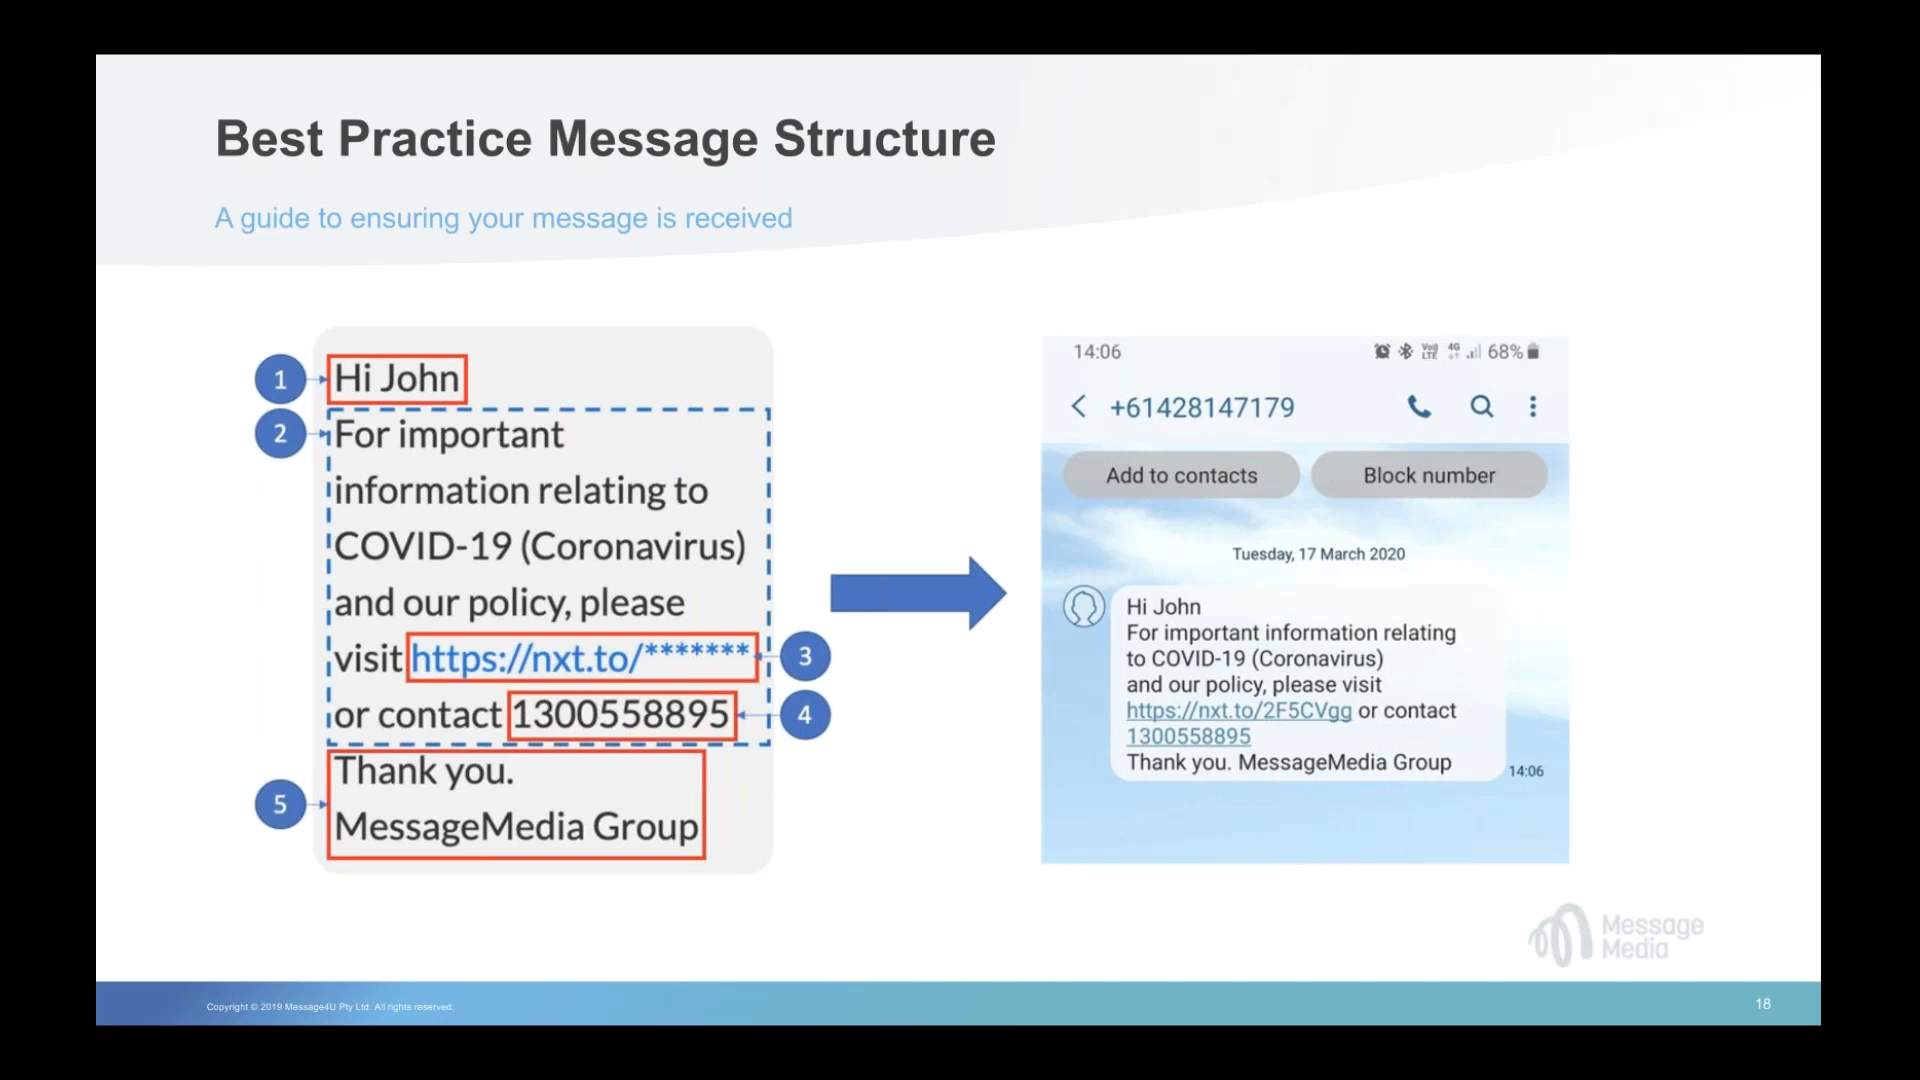 Best Practice Message Structure
A guide to ensuring your message is received
1
Hi John
2
For important
information relating to
COVID-19 (Coronavirus)
and our policy, please
visit https://nxt.to/*******
3
or contact 1300558895
4
Thank you.
5
MessageMedia Group
14:06
Vo) LTE 4G 68%
+61428147179
Add to contacts
Block number
Tuesday, 17 March 2020
Hi John
For important information relating
to COVID-19 (Coronavirus)
and our policy, please visit
https://nxt.to/2F5CVgg or contact
1300558895
Thank you. MessageMedia Group
14:06
Message
Media
Copyright © 2019 Message4U Pty Ltd. All rights reserved.
18